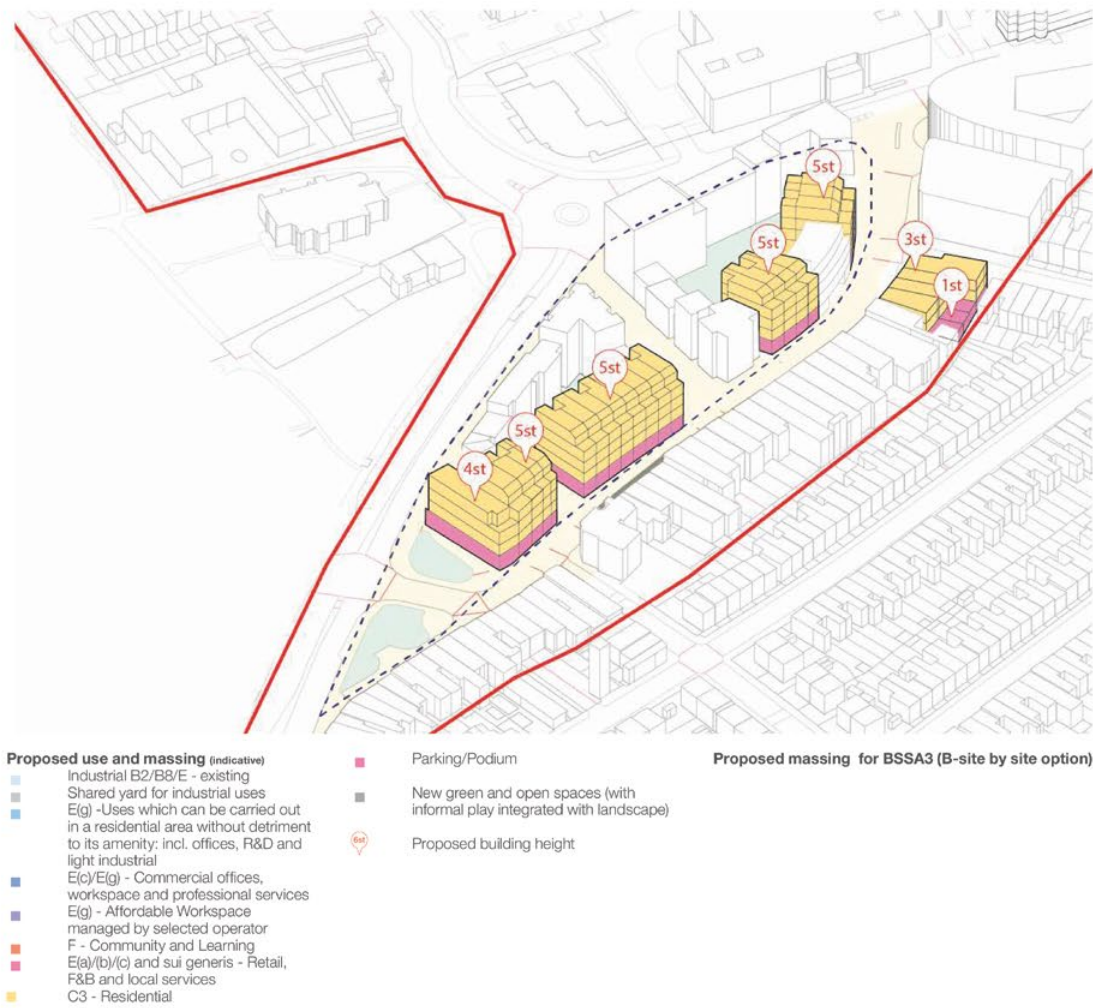 5st
5st
3st
1st
5st
5st
4st
Proposed use and massing (indicative)
Industrial B2/B8/E - existing
Shared yard for industrial uses
E(g) -Uses which can be carried out
in a residential area without detriment
to its amenity: incl. offices, R&D and
light industrial
E(c)/E(g) - Commercial offices,
workspace and professional services
E(g) - Affordable Workspace
managed by selected operator
F - Community and Learning
E(a)/(b)/(c) and sui generis - Retail,
F&B and local services
C3 - Residential
Parking/Podium
New green and open spaces (with
informal play integrated with landscape)
6st
Proposed building height
Proposed massing for BSSA3 (B-site by site option)